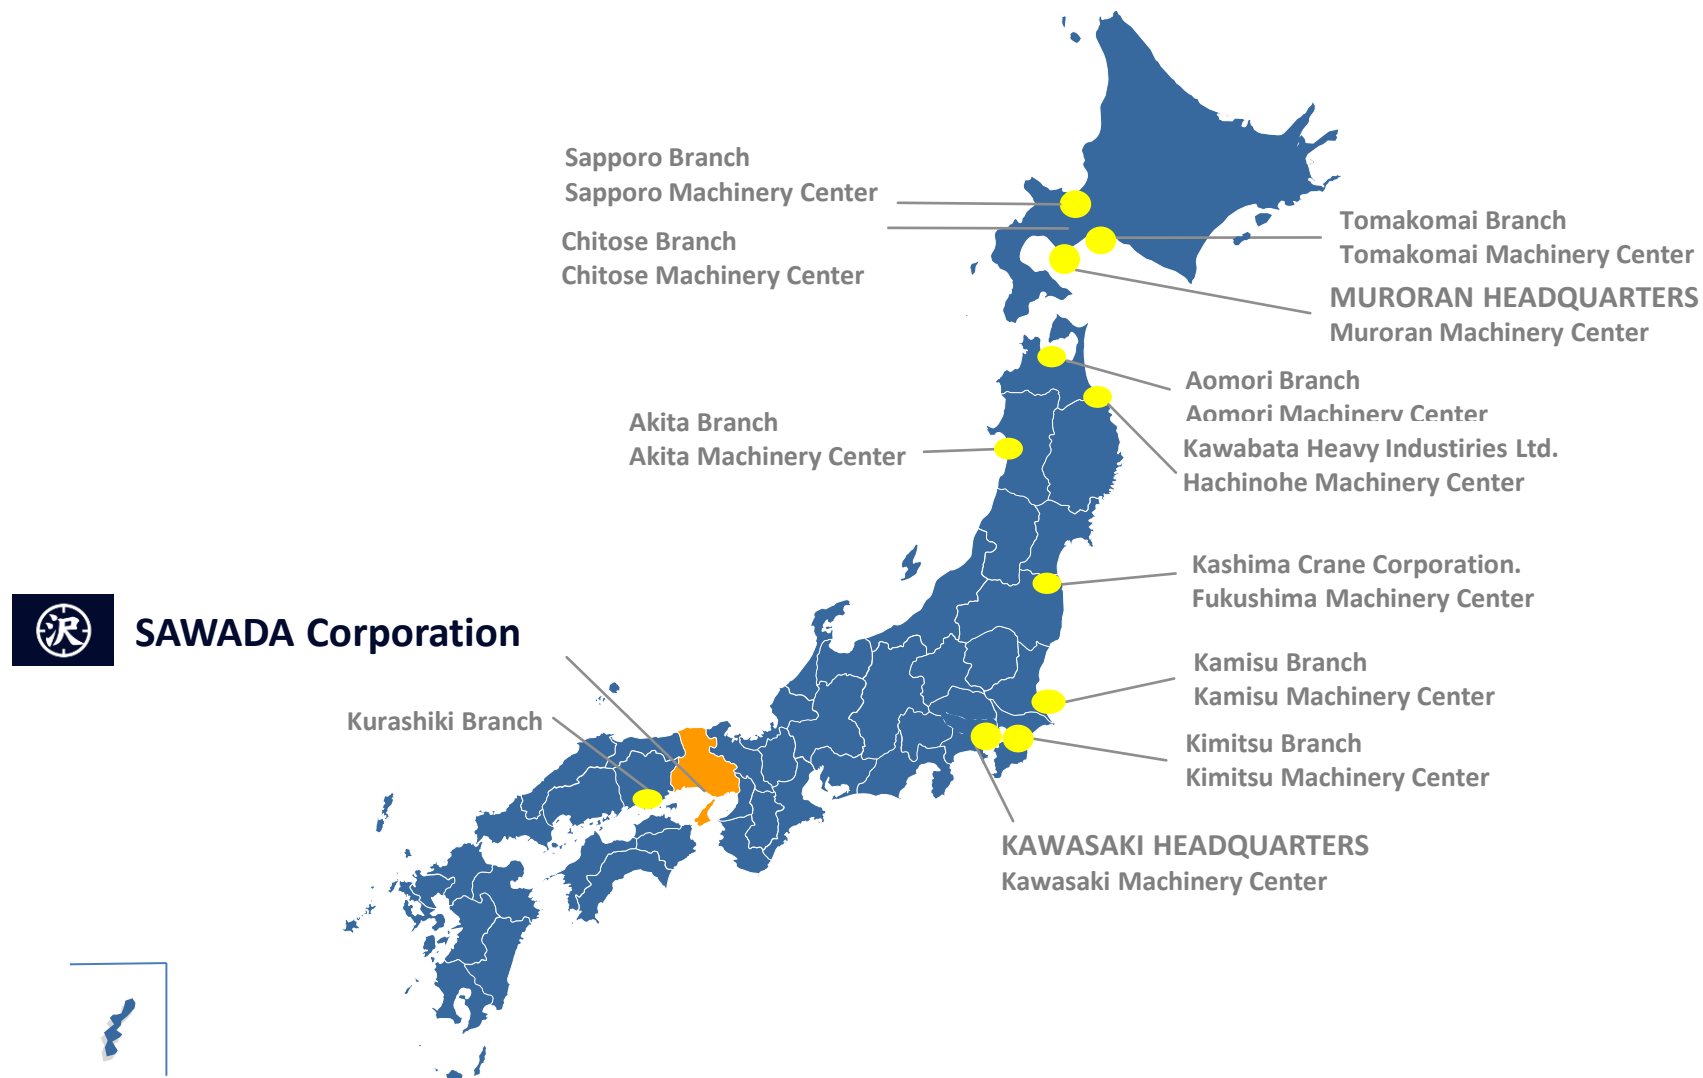 Sapporo Branch
Sapporo Machinery Center
Chitose Branch
Chitose Machinery Center
Tomakomai Branch
Tomakomai Machinery Center
MURORAN HEADQUARTERS
Muroran Machinery Center
Aomori Branch
Aomori Machinery Center
Akita Branch
Akita Machinery Center
Kawabata Heavy Industiries Ltd.
Hachinohe Machinery Center
Kashima Crane Corporation.
Fukushima Machinery Center
沢
SAWADA Corporation
Kamisu Branch
Kamisu Machinery Center
Kurashiki Branch
Kimitsu Branch
Kimitsu Machinery Center
KAWASAKI HEADQUARTERS
Kawasaki Machinery Center